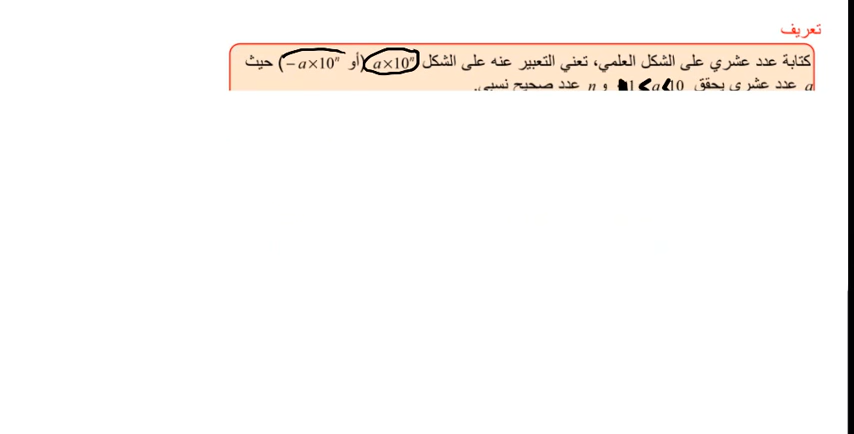 تعريف
كتابة عدد عشري على الشكل العلمي، تعني التعبير عنه على الشكل a×10ⁿ (أو −a×10ⁿ) حيث
a عدد عشري يحقق 1<a<10 و n عدد صحيح نسبي.